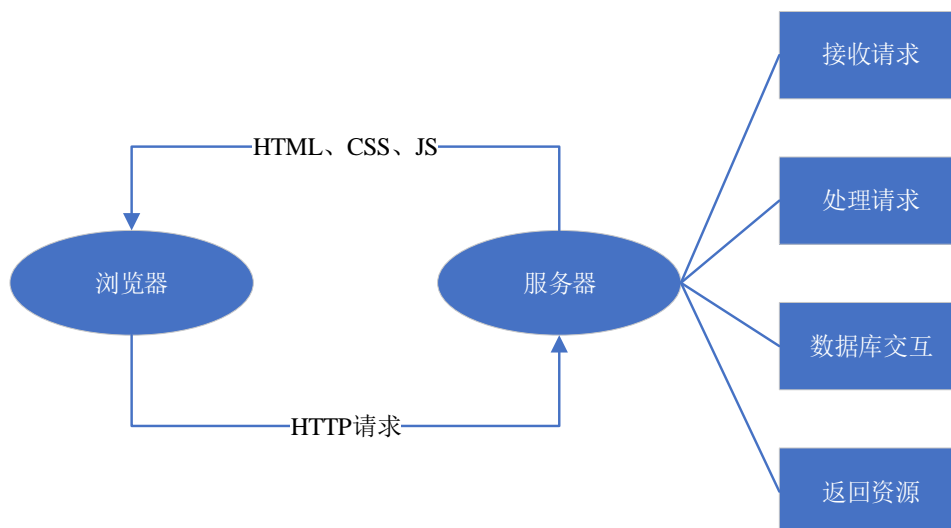 接收请求
HTML、CSS、JS
处理请求
浏览器
服务器
数据库交互
HTTP请求
返回资源